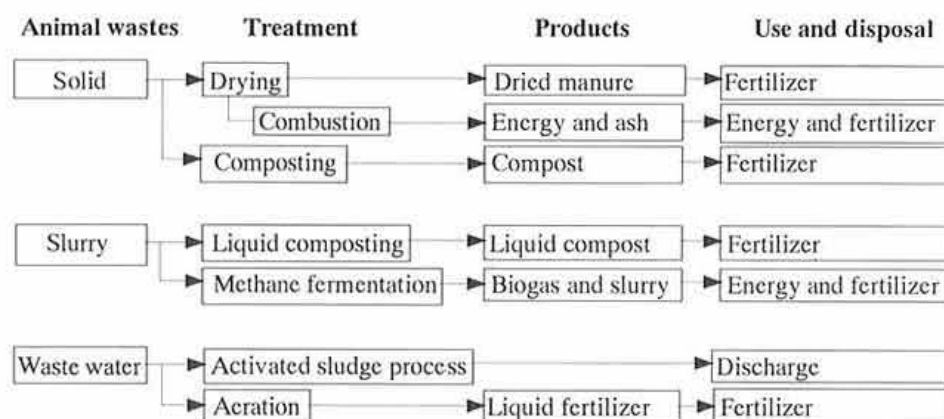 Animal wastes Treatment Products Use and disposal
Solid Drying Dried manure Fertilizer
Combustion Energy and ash Energy and fertilizer
Composting Compost Fertilizer
Slurry Liquid composting Liquid compost Fertilizer
Methane fermentation Biogas and slurry Energy and fertilizer
Waste water Activated sludge process Discharge
Aeration Liquid fertilizer Fertilizer